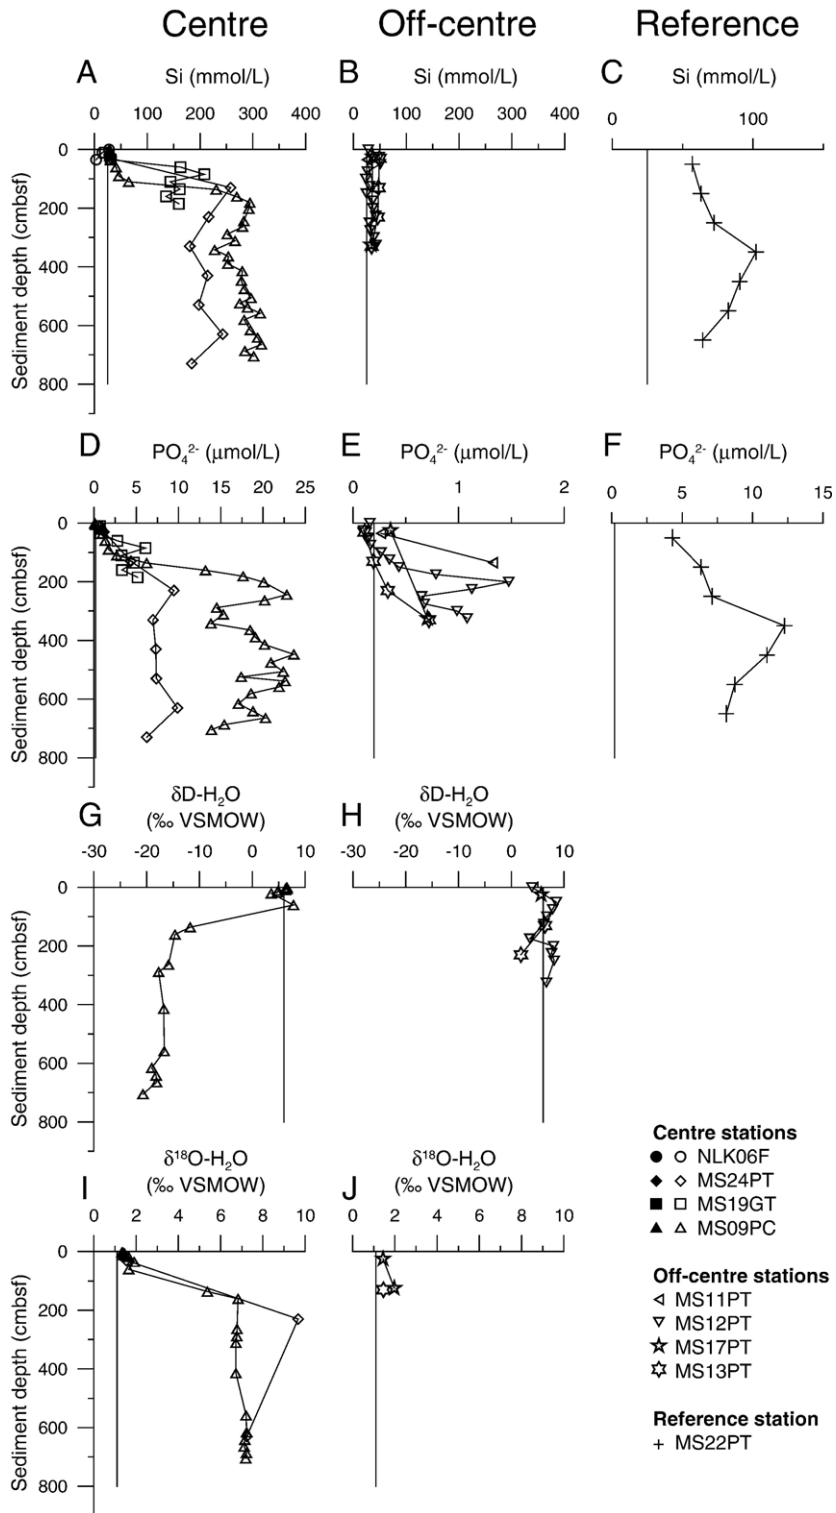 Centre Off-centre Reference
A B C
Si (mmol/L) Si (mmol/L) Si (mmol/L)
0 100 200 300 400 0 100 200 300 400 0 100
0
200
400
600
800
Sediment depth (cmbsf)
D E F
PO₄²⁻ (μmol/L) PO₄²⁻ (μmol/L) PO₄²⁻ (μmol/L)
0 5 10 15 20 25 0 1 2 0 5 10 15
0
200
400
600
800
Sediment depth (cmbsf)
G H
δD-H₂O δD-H₂O
(‰ VSMOW) (‰ VSMOW)
-30 -20 -10 0 10 -30 -20 -10 0 10
0
200
400
600
800
Sediment depth (cmbsf)
I J
δ¹⁸O-H₂O δ¹⁸O-H₂O
(‰ VSMOW) (‰ VSMOW)
0 2 4 6 8 10 0 2 4 6 8 10
0
200
400
600
800
Sediment depth (cmbsf)
Centre stations
NLK06F
MS24PT
MS19GT
MS09PC
Off-centre stations
MS11PT
MS12PT
MS17PT
MS13PT
Reference station
MS22PT